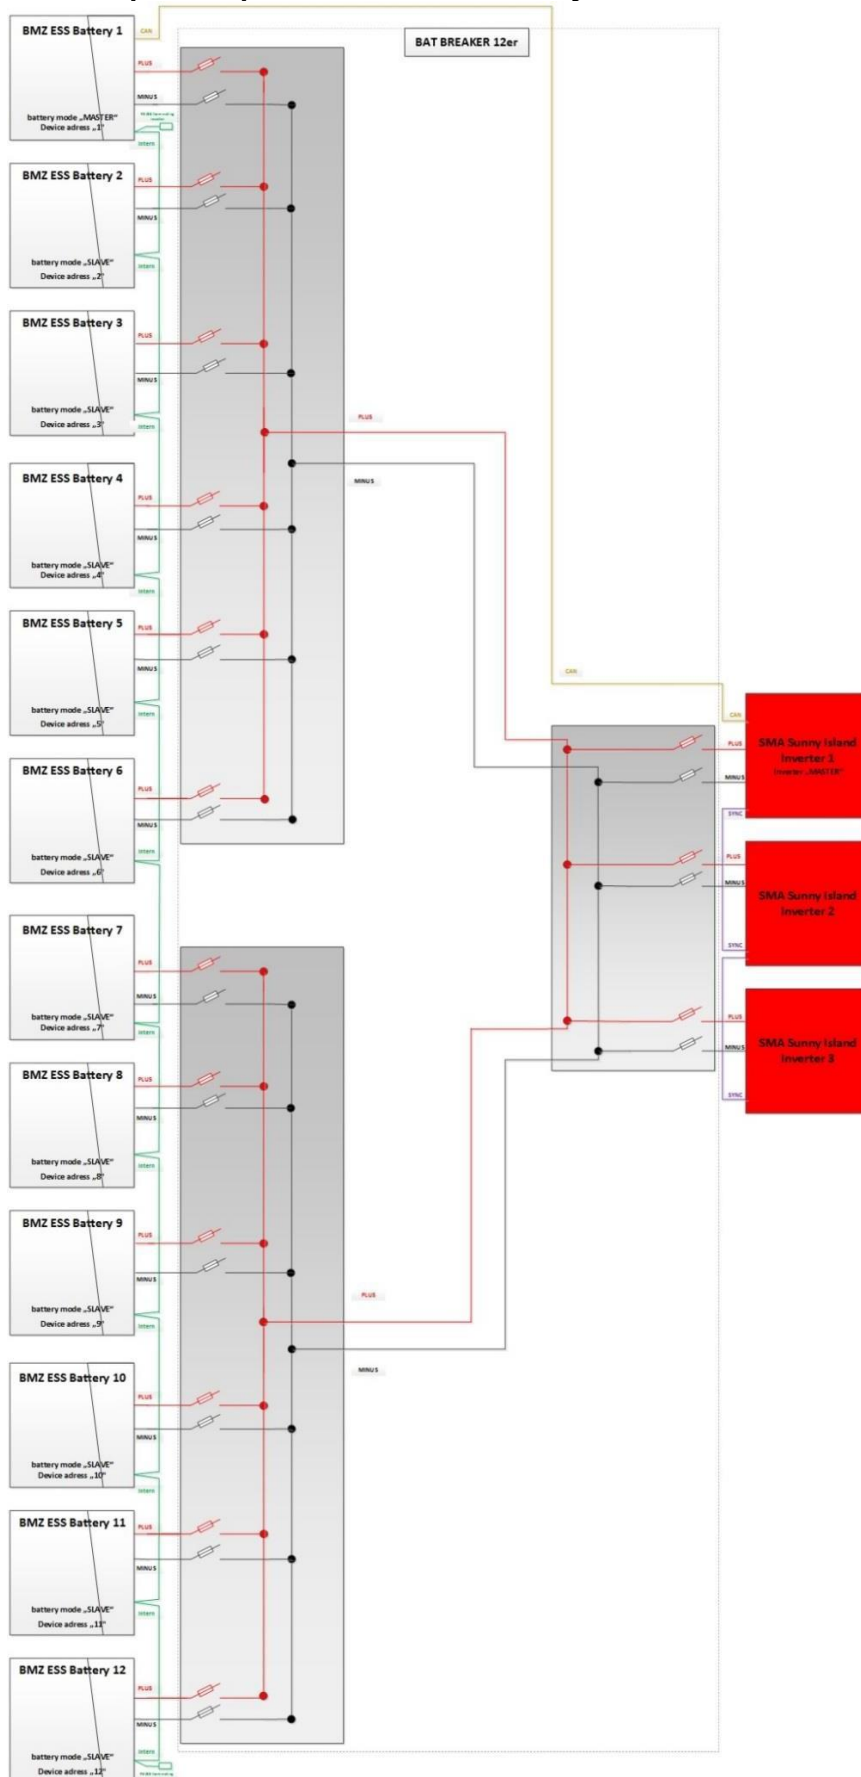 BMZ ESS Battery 1
CAN
PLUS
MINUS
battery mode „MASTER“
Device adress „1“
Intern
BAT BREAKER 12er
BMZ ESS Battery 2
PLUS
MINUS
battery mode „SLAVE“
Device adress „2“
Intern
BMZ ESS Battery 3
PLUS
MINUS
battery mode „SLAVE“
Device adress „3“
Intern
PLUS
MINUS
BMZ ESS Battery 4
PLUS
MINUS
battery mode „SLAVE“
Device adress „4“
Intern
BMZ ESS Battery 5
PLUS
MINUS
battery mode „SLAVE“
Device adress „5“
Intern
CAN
BMZ ESS Battery 6
PLUS
MINUS
battery mode „SLAVE“
Device adress „6“
Intern
CAN
PLUS
MINUS
SYNC
SMA Sunny Island
Inverter 1
Inverter „MASTER“
PLUS
MINUS
SYNC
SMA Sunny Island
Inverter 2
PLUS
MINUS
SYNC
SMA Sunny Island
Inverter 3
BMZ ESS Battery 7
PLUS
MINUS
battery mode „SLAVE“
Device adress „7“
Intern
BMZ ESS Battery 8
PLUS
MINUS
battery mode „SLAVE“
Device adress „8“
Intern
BMZ ESS Battery 9
PLUS
MINUS
battery mode „SLAVE“
Device adress „9“
Intern
PLUS
MINUS
BMZ ESS Battery 10
PLUS
MINUS
battery mode „SLAVE“
Device adress „10“
Intern
BMZ ESS Battery 11
PLUS
MINUS
battery mode „SLAVE“
Device adress „11“
Intern
BMZ ESS Battery 12
PLUS
MINUS
battery mode „SLAVE“
Device adress „12“
Intern